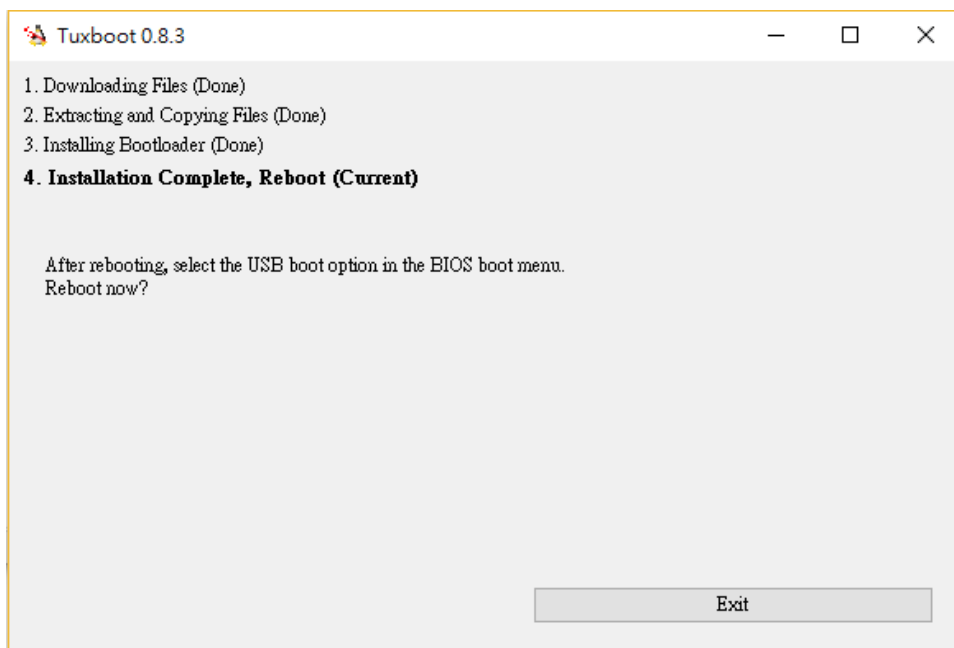 Tuxboot 0.8.3
1. Downloading Files (Done)
2. Extracting and Copying Files (Done)
3. Installing Bootloader (Done)
4. Installation Complete, Reboot (Current)
After rebooting, select the USB boot option in the BIOS boot menu.
Reboot now?
Exit